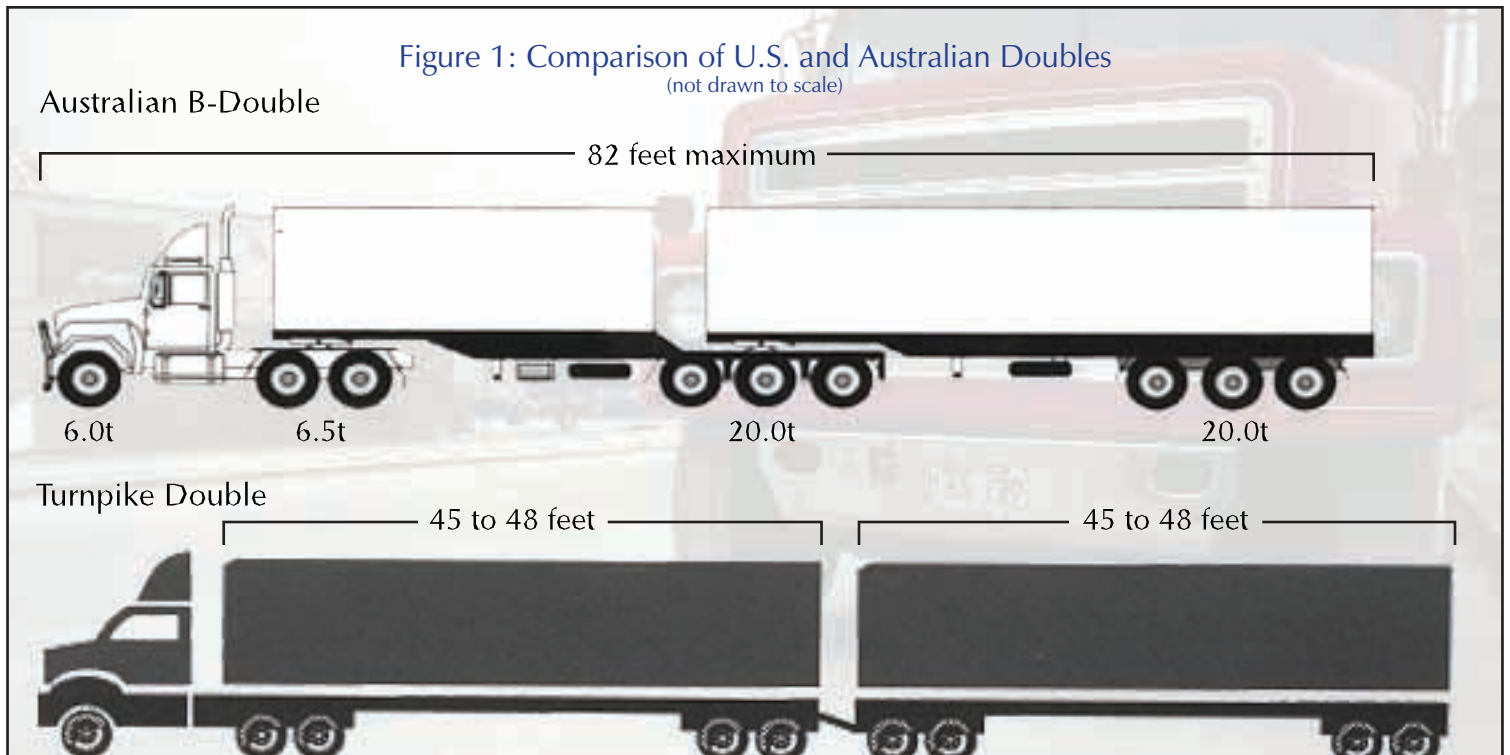 Figure 1: Comparison of U.S. and Australian Doubles
(not drawn to scale)
Australian B-Double
82 feet maximum
6.0t 6.5t 20.0t 20.0t
Turnpike Double
45 to 48 feet 45 to 48 feet